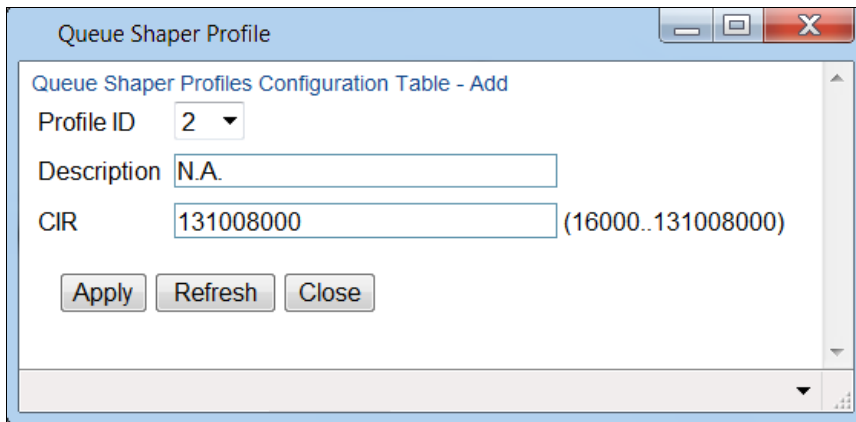 Queue Shaper Profile
Queue Shaper Profiles Configuration Table - Add
Profile ID 2
Description N.A.
CIR 131008000 (16000..131008000)
Apply Refresh Close